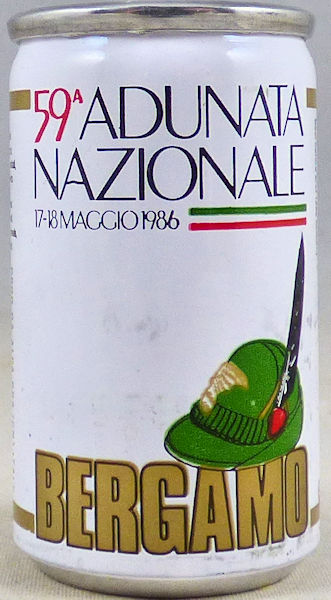 59A ADUNATA
NAZIONALE
17-18 MAGGIO 1986
BERGAMO